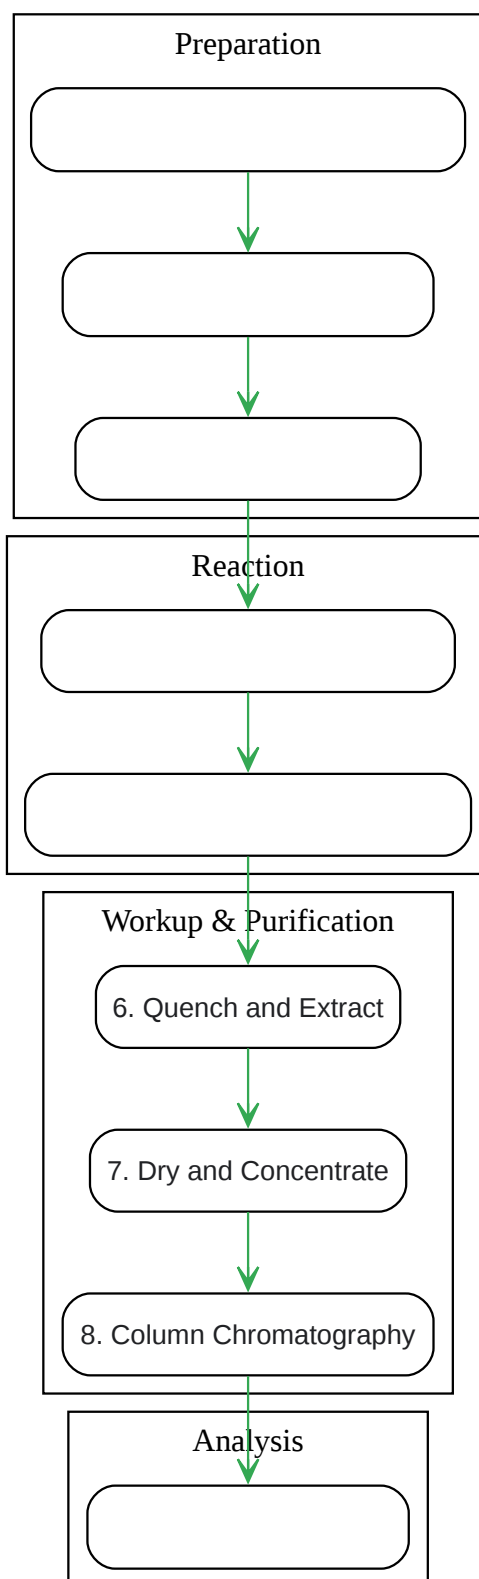 Preparation
Reaction
Workup & Purification
6. Quench and Extract
7. Dry and Concentrate
8. Column Chromatography
Analysis